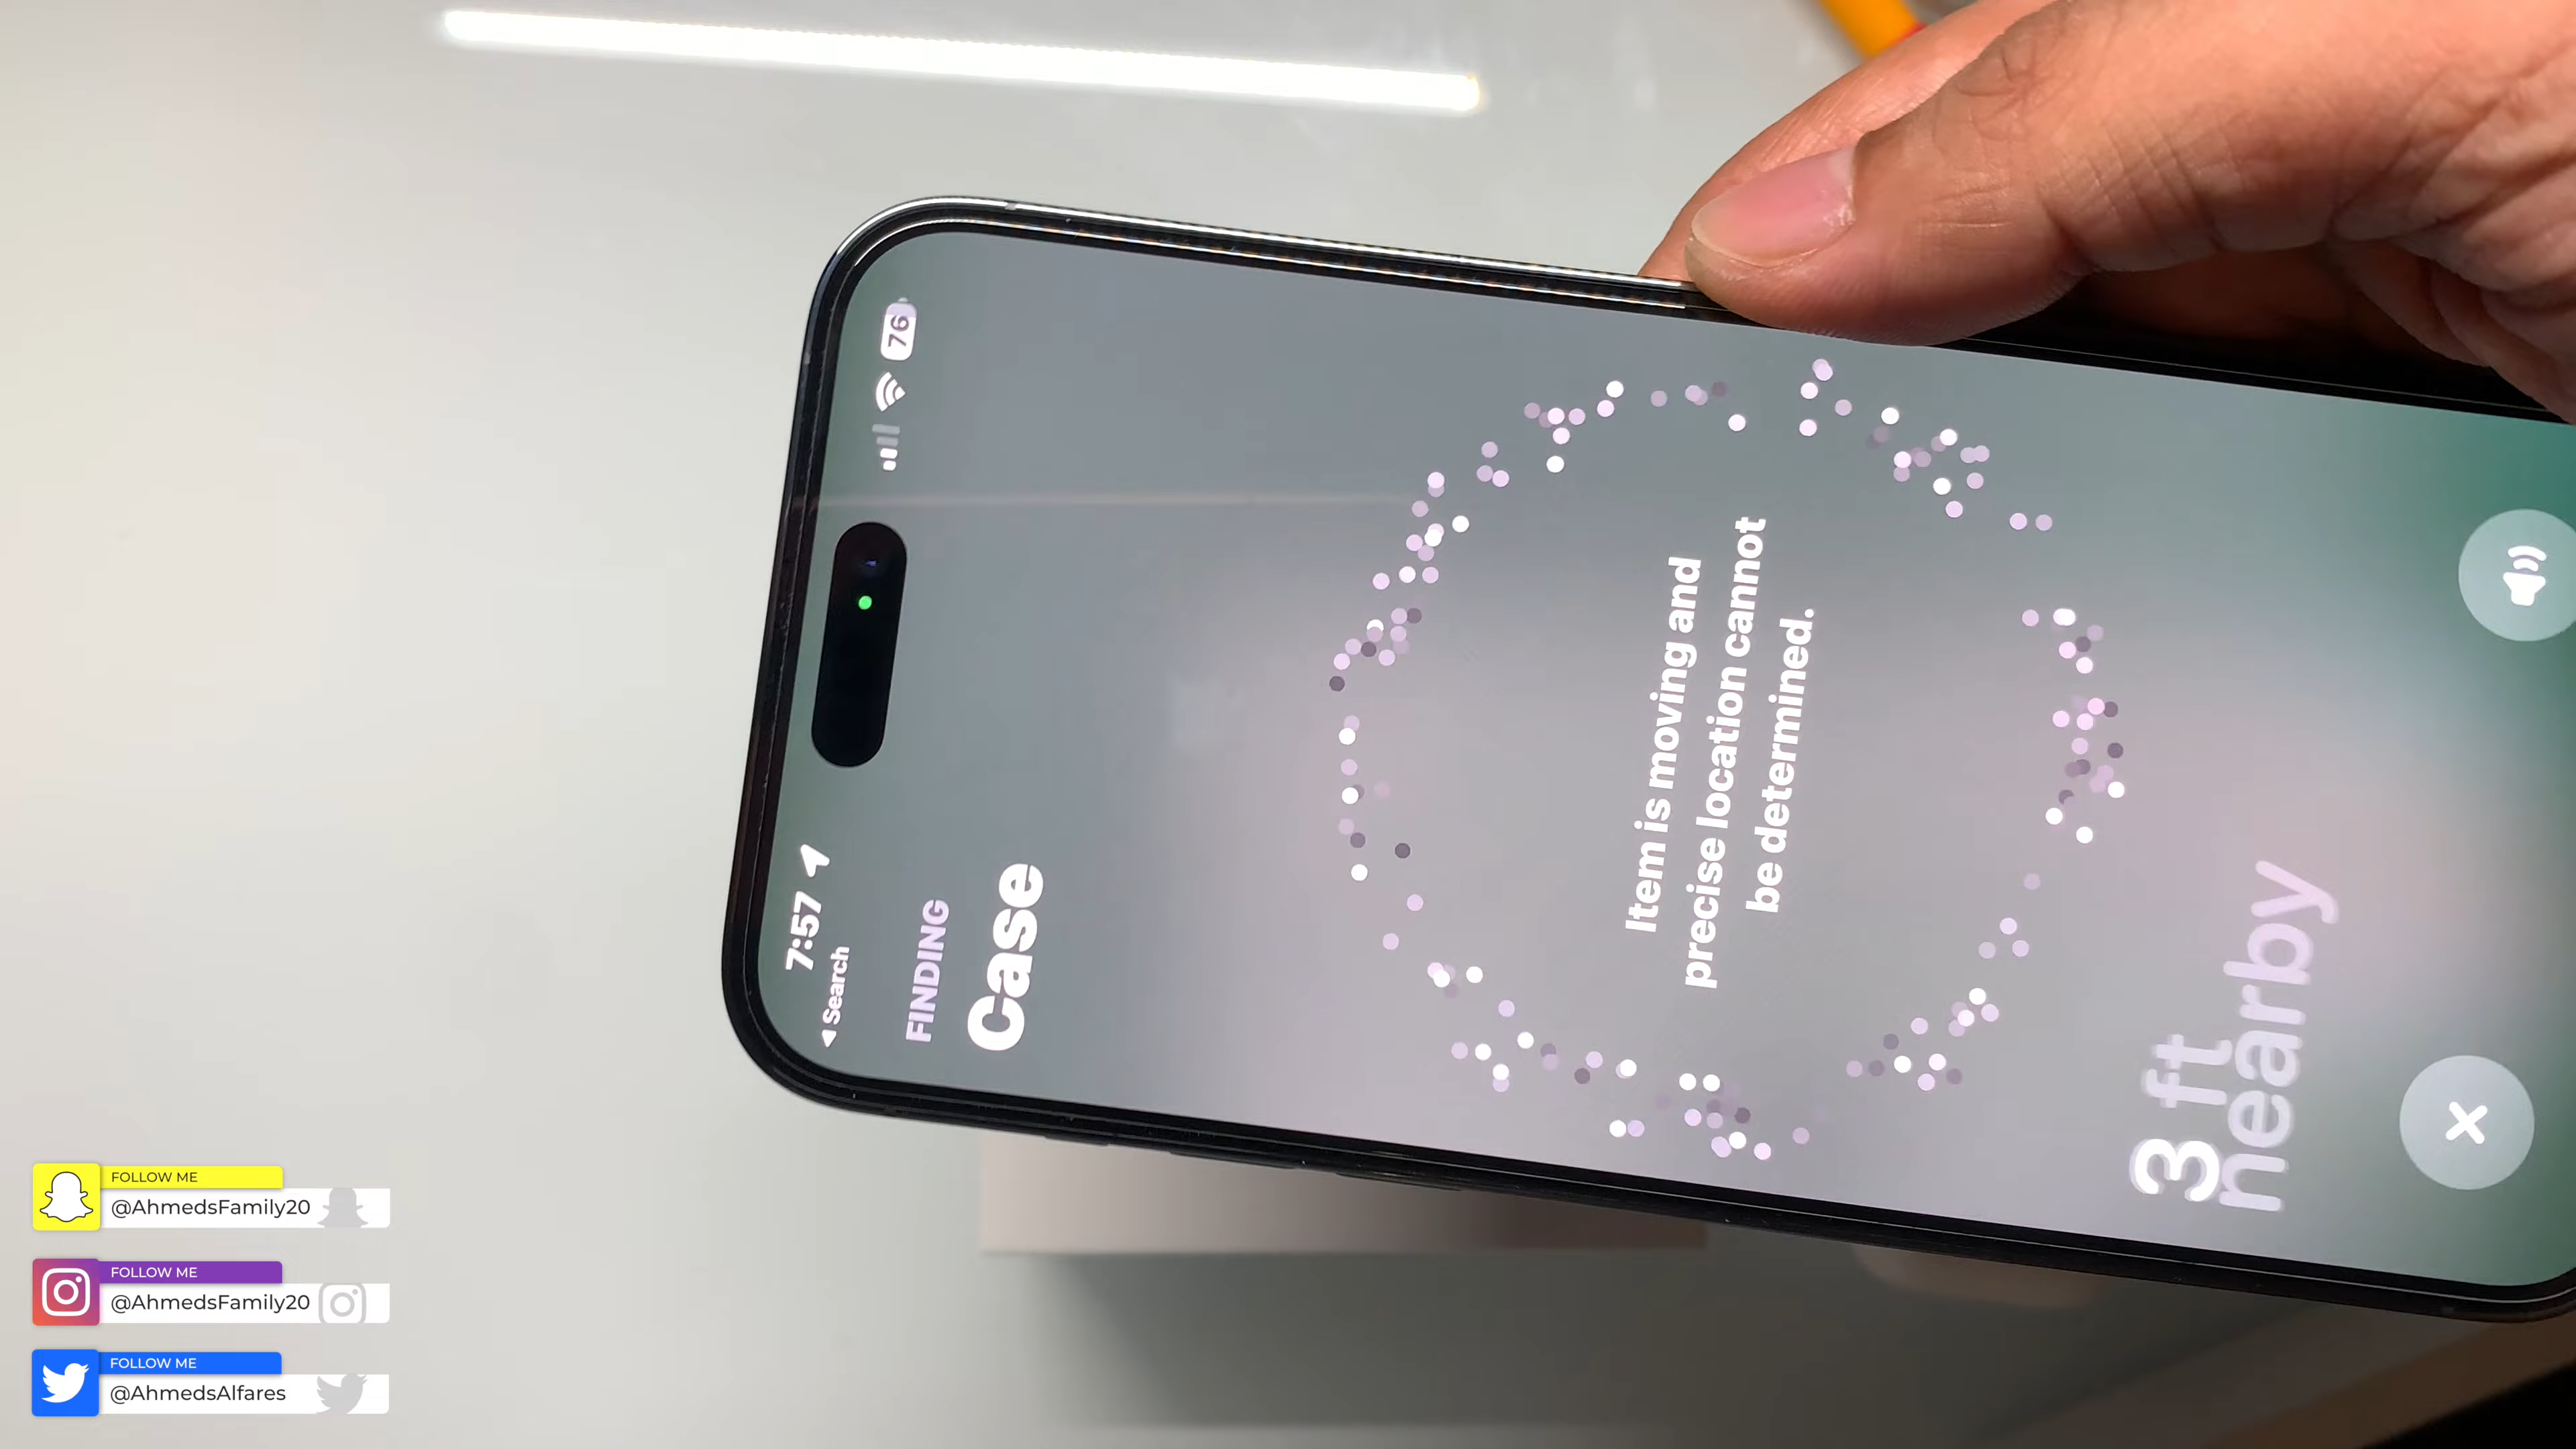 7:57
76
◀ Search
FINDING
Case
Item is moving and
precise location cannot
be determined.
3 ft
nearby
FOLLOW ME
@AhmedsFamily20
FOLLOW ME
@AhmedsFamily20
FOLLOW ME
@AhmedsAlfares